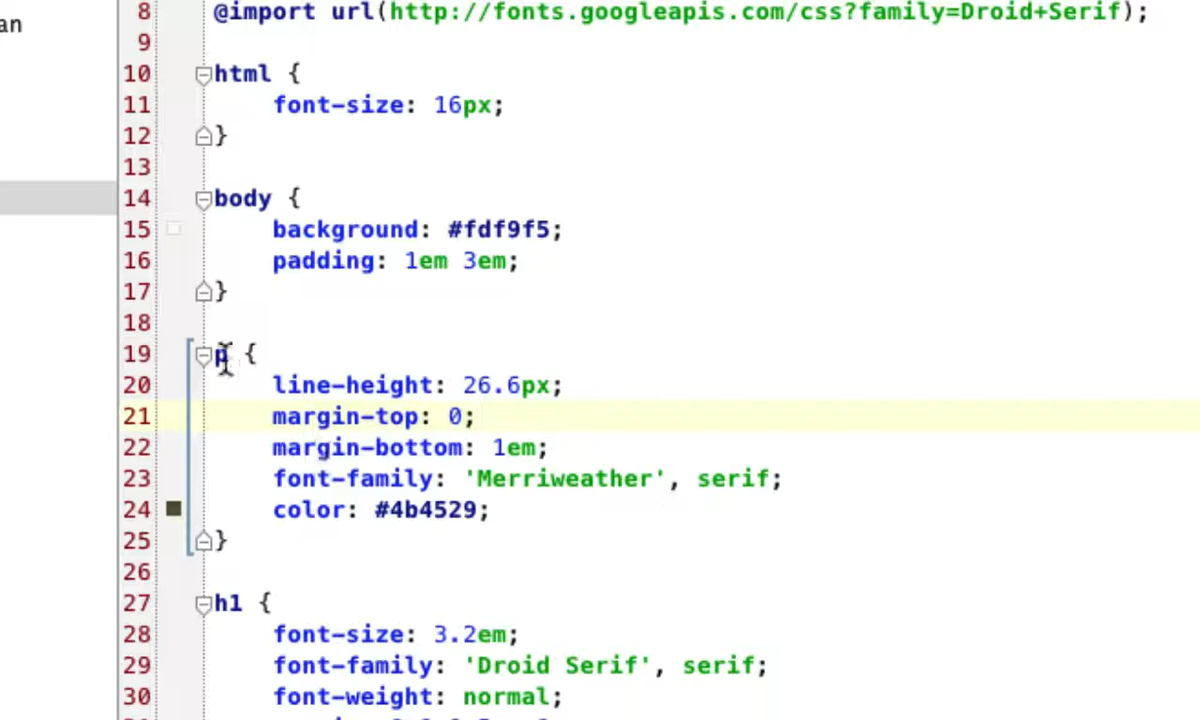 an
8 @import url(http://fonts.googleapis.com/css?family=Droid+Serif);
9
10 html {
11 font-size: 16px;
12 }
13
14 body {
15 background: #fdf9f5;
16 padding: 1em 3em;
17 }
18
19 p {
20 line-height: 26.6px;
21 margin-top: 0;
22 margin-bottom: 1em;
23 font-family: 'Merriweather', serif;
24 color: #4b4529;
25 }
26
27 h1 {
28 font-size: 3.2em;
29 font-family: 'Droid Serif', serif;
30 font-weight: normal;